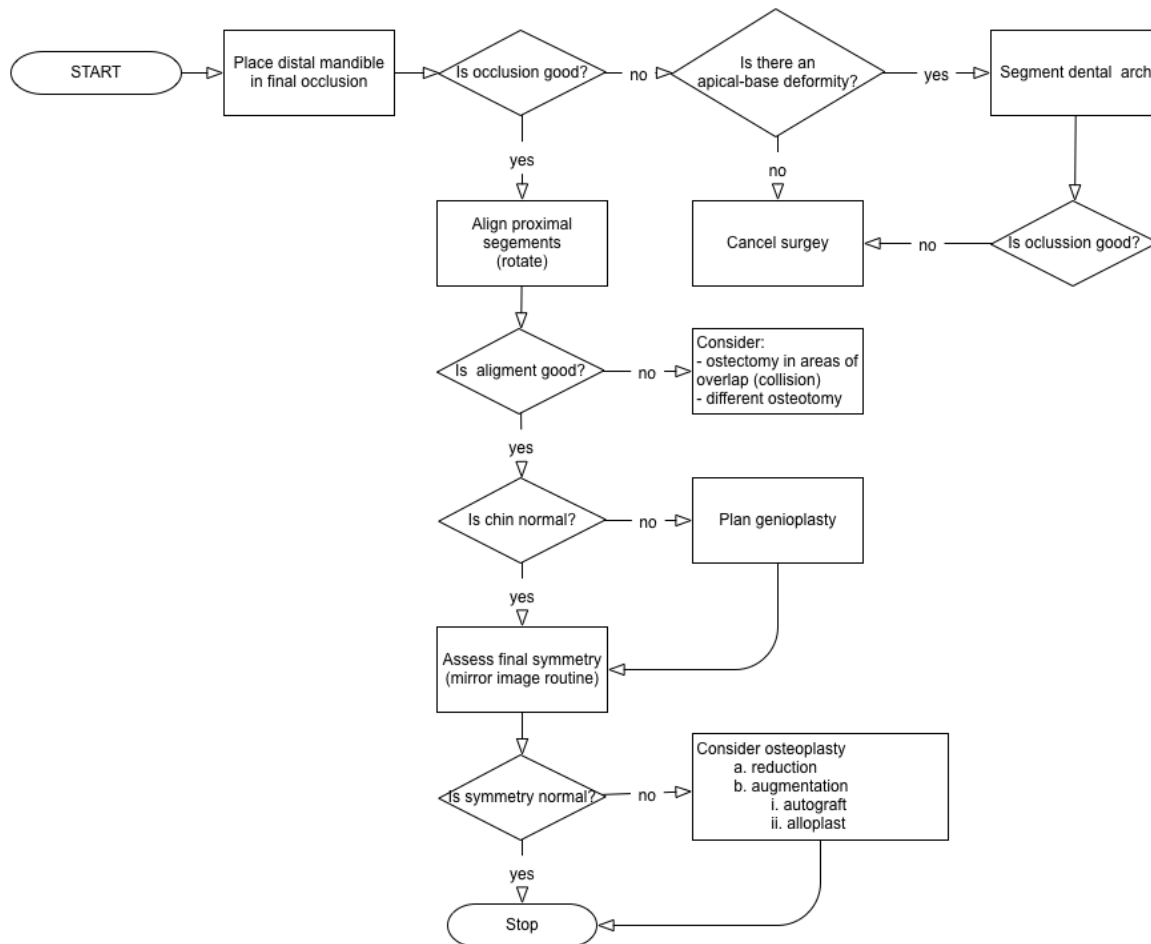 START
Place distal mandible
in final occlusion
Is occlusion good?
no
Is there an
apical-base deformity?
yes
Segment dental arch
yes
no
Align proximal
segements
(rotate)
Cancel surgey
no
Is oclussion good?
Is aligment good?
no
Consider:
- ostectomy in areas of
overlap (collision)
- different osteotomy
yes
Is chin normal?
no
Plan genioplasty
yes
Assess final symmetry
(mirror image routine)
Is symmetry normal?
no
Consider osteoplasty
a. reduction
b. augmentation
i. autograft
ii. alloplast
yes
Stop